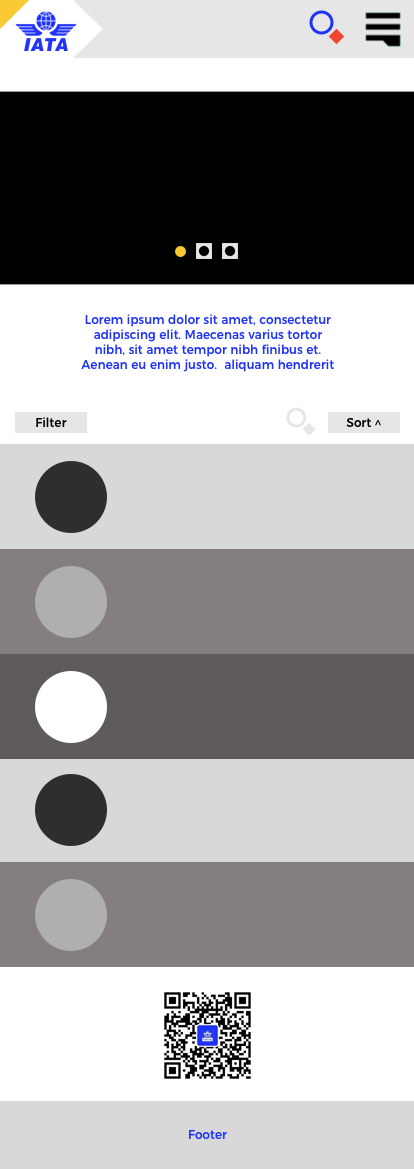 IATA
Lorem ipsum dolor sit amet, consectetur
adipiscing elit. Maecenas varius tortor
nibh, sit amet tempor nibh finibus et.
Aenean eu enim justo.  aliquam hendrerit
Filter
Sort ^
Footer